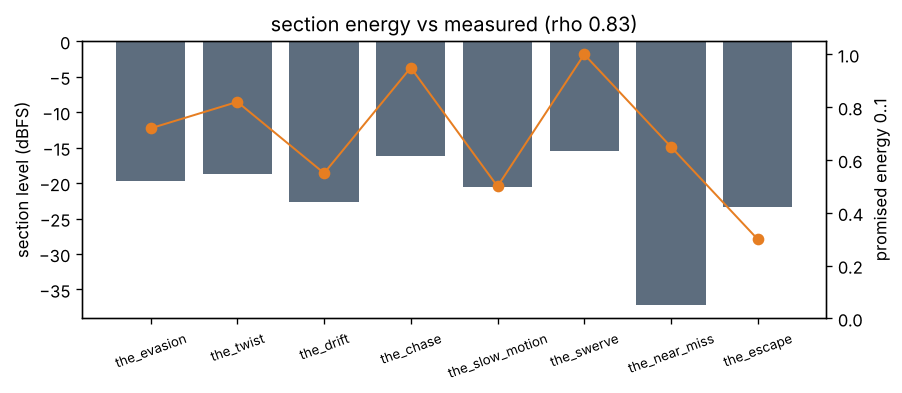 section energy vs measured (rho 0.83)
section level (dBFS)
0
−5
−10
−15
−20
−25
−30
−35
1.0
0.8
0.6
0.4
0.2
0.0
promised energy 0..1
the_evasion
the_twist
the_drift
the_chase
the_slow_motion
the_swerve
the_near_miss
the_escape